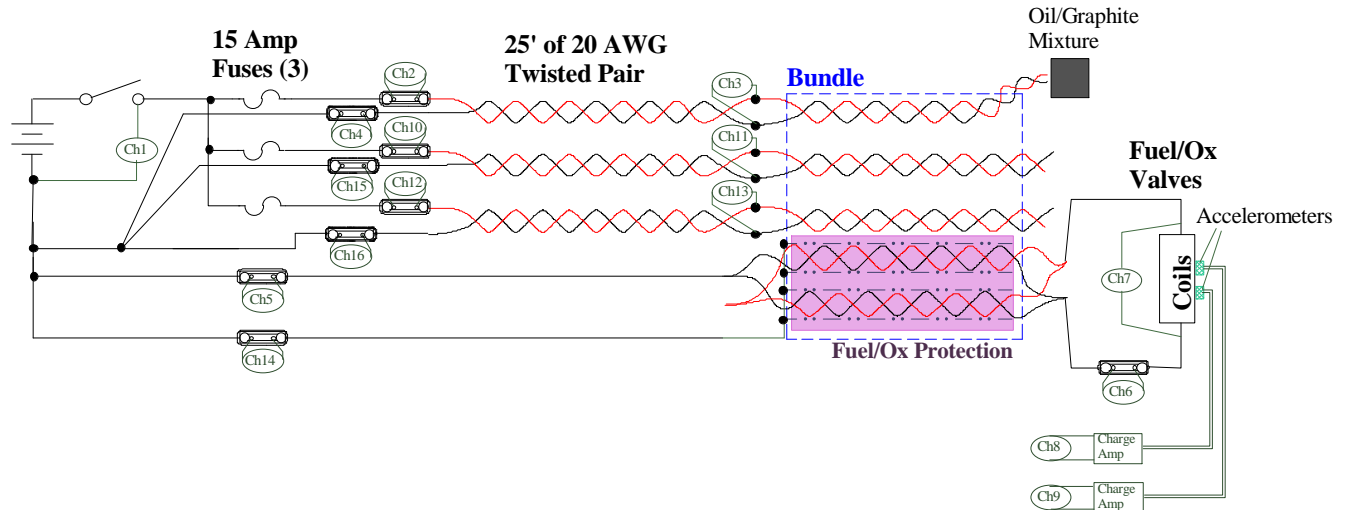 Oil/Graphite
Mixture
15 Amp
Fuses (3)
25' of 20 AWG
Twisted Pair
Bundle
Ch2
Ch3
Ch1
Ch4
Ch10
Ch11
Ch15
Ch12
Ch13
Ch16
Fuel/Ox
Valves
Accelerometers
Ch5
Ch7
Coils
Ch14
Fuel/Ox Protection
Ch6
Ch8
Charge
Amp
Ch9
Charge
Amp